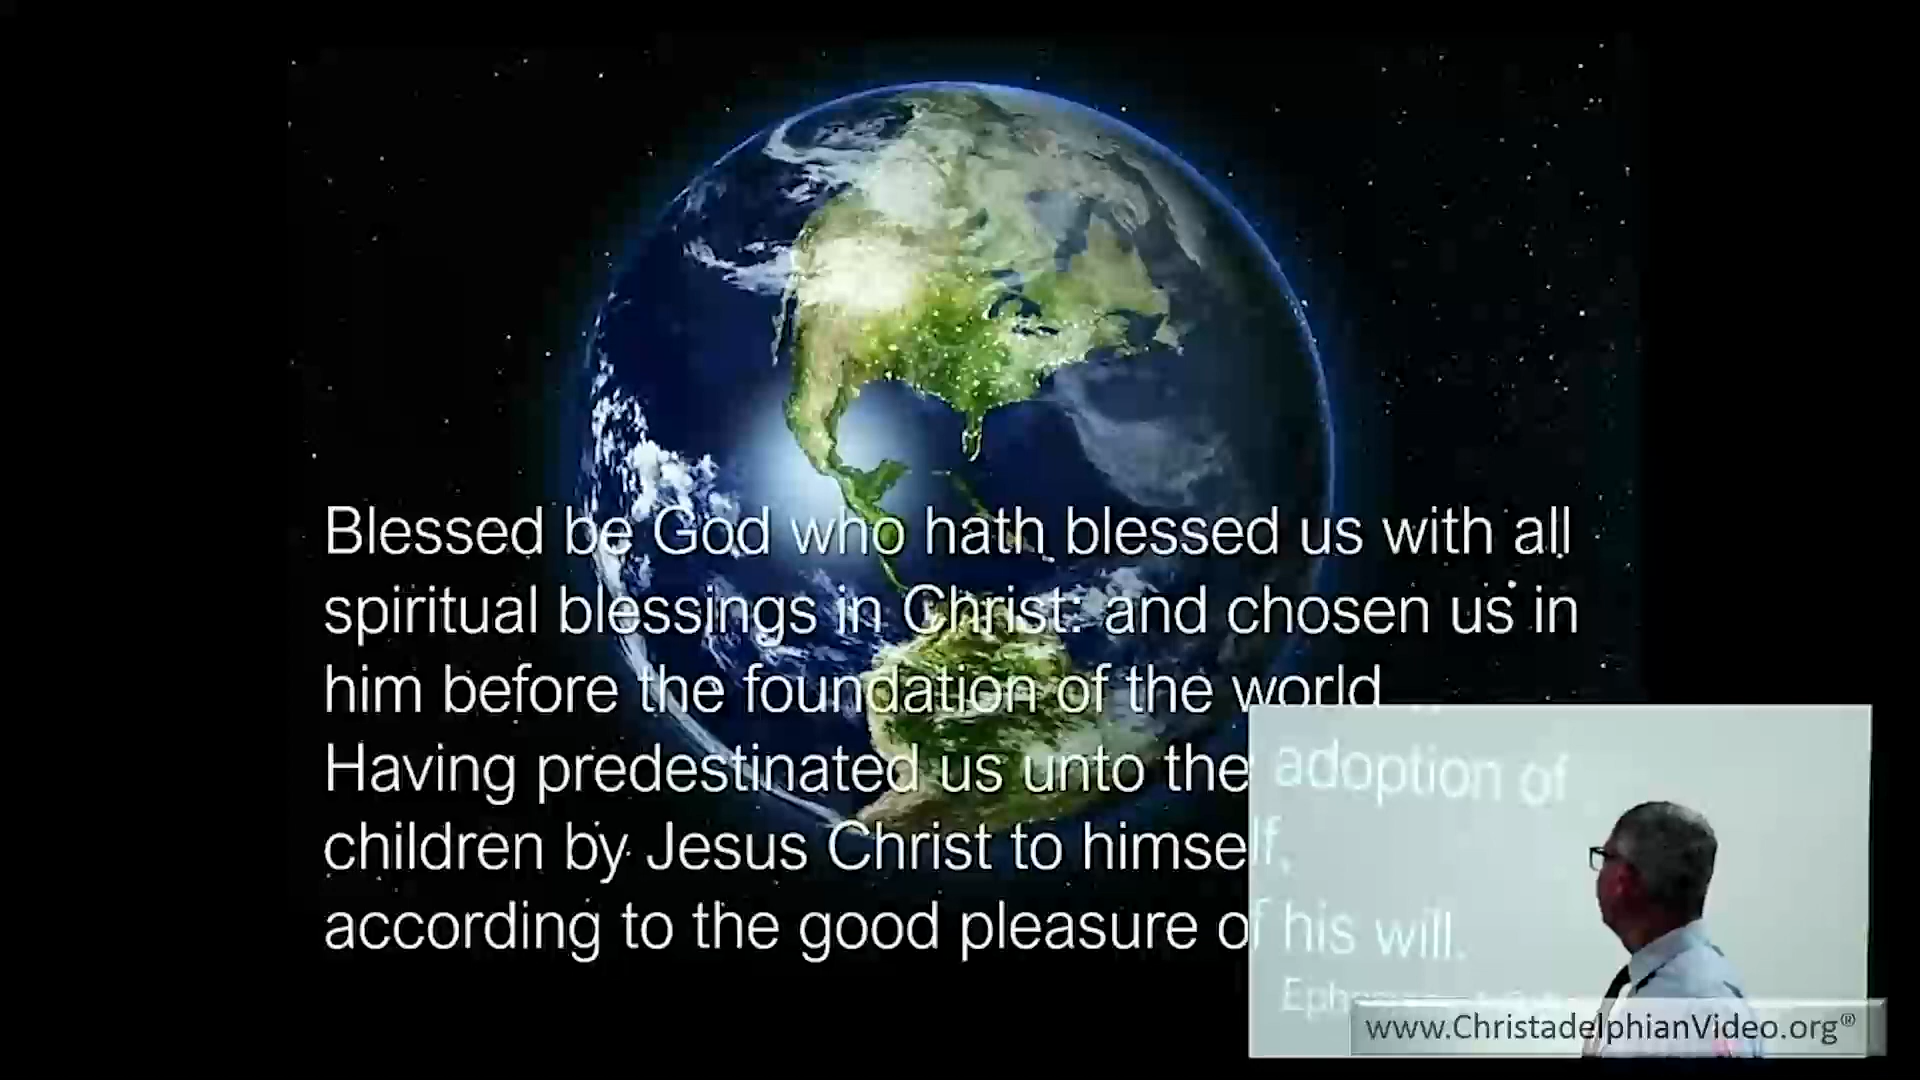 Blessed be God who hath blessed us with all
spiritual blessings in Christ: and chosen us in
him before the foundation of the world
Having predestinated us unto the adoption of
children by Jesus Christ to himself,
according to the good pleasure of his will.
www.ChristadelphianVideo.org®